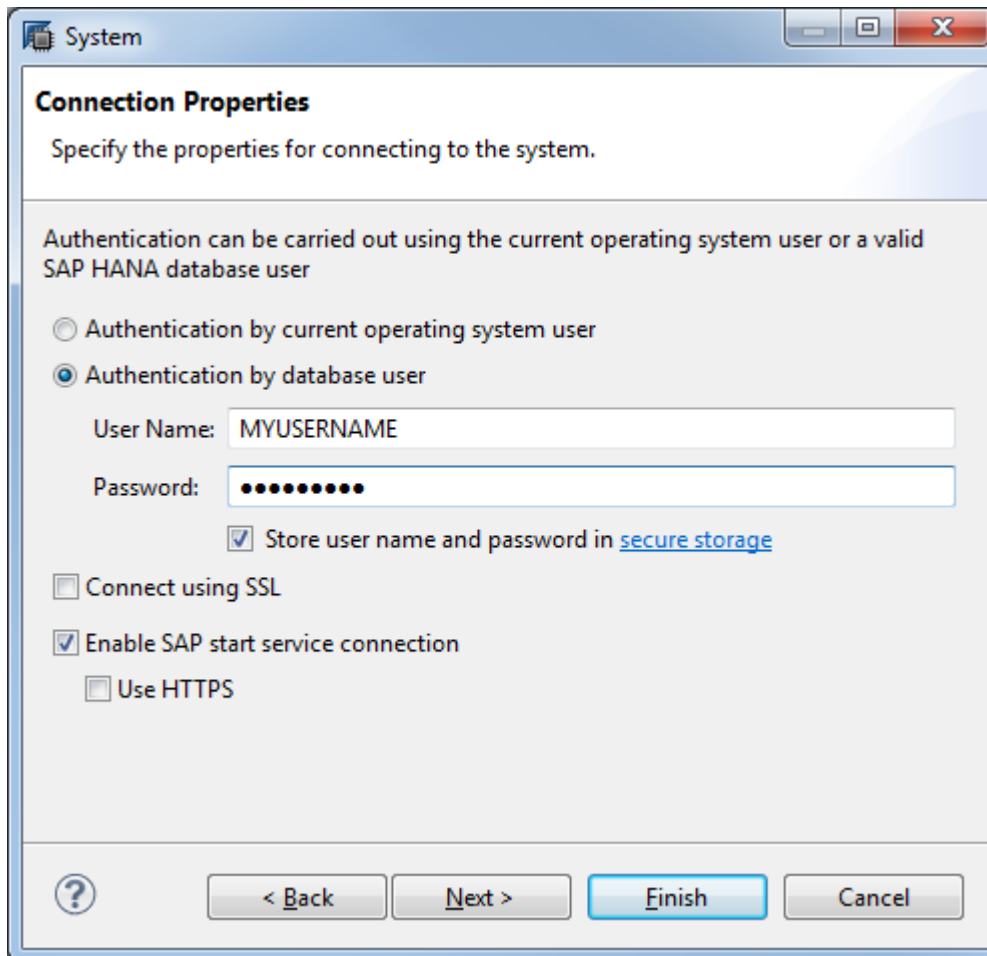 System
Connection Properties
Specify the properties for connecting to the system.
Authentication can be carried out using the current operating system user or a valid
SAP HANA database user
Authentication by current operating system user
Authentication by database user
User Name: MYUSERNAME
Password: •••••••••
Store user name and password in secure storage
Connect using SSL
Enable SAP start service connection
Use HTTPS
? < Back Next > Finish Cancel